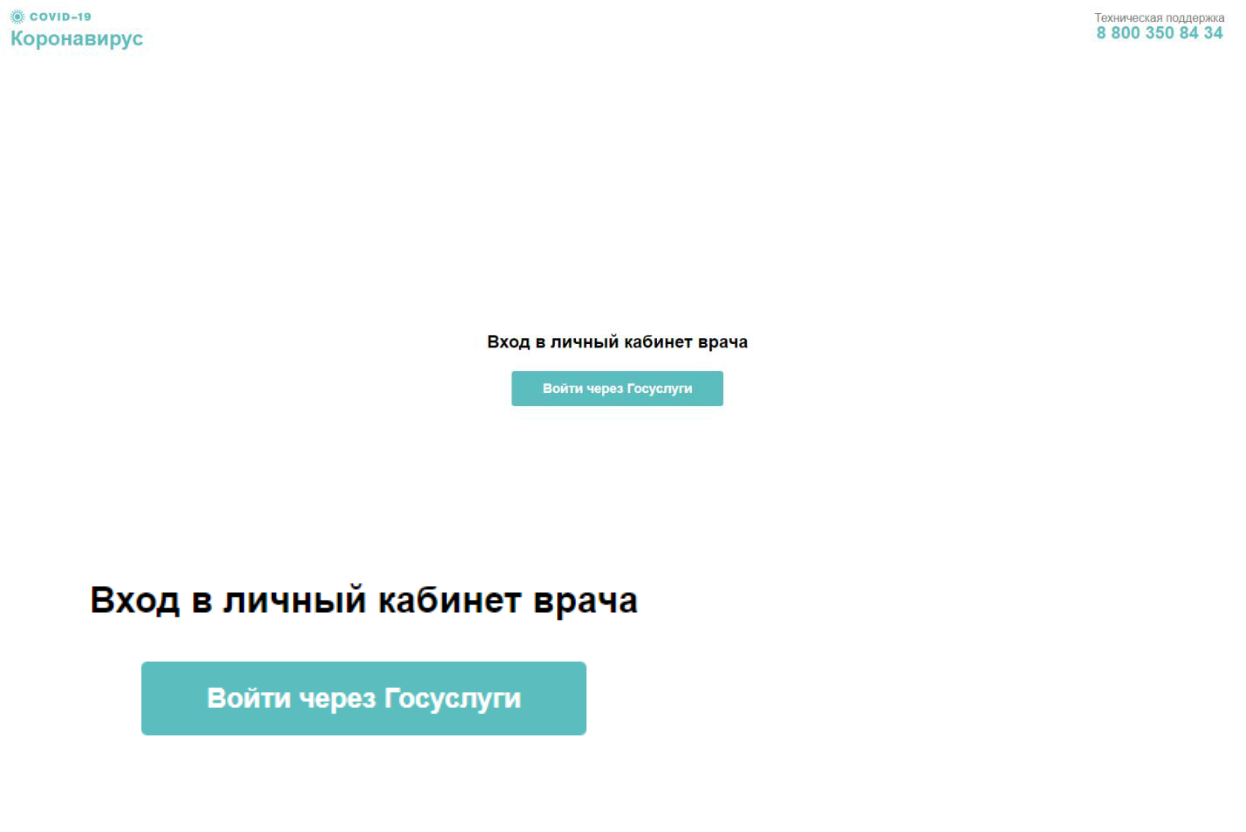 COVID-19
Коронавирус
Техническая поддержка
8 800 350 84 34
Вход в личный кабинет врача
Войти через Госуслуги
Вход в личный кабинет врача
Войти через Госуслуги